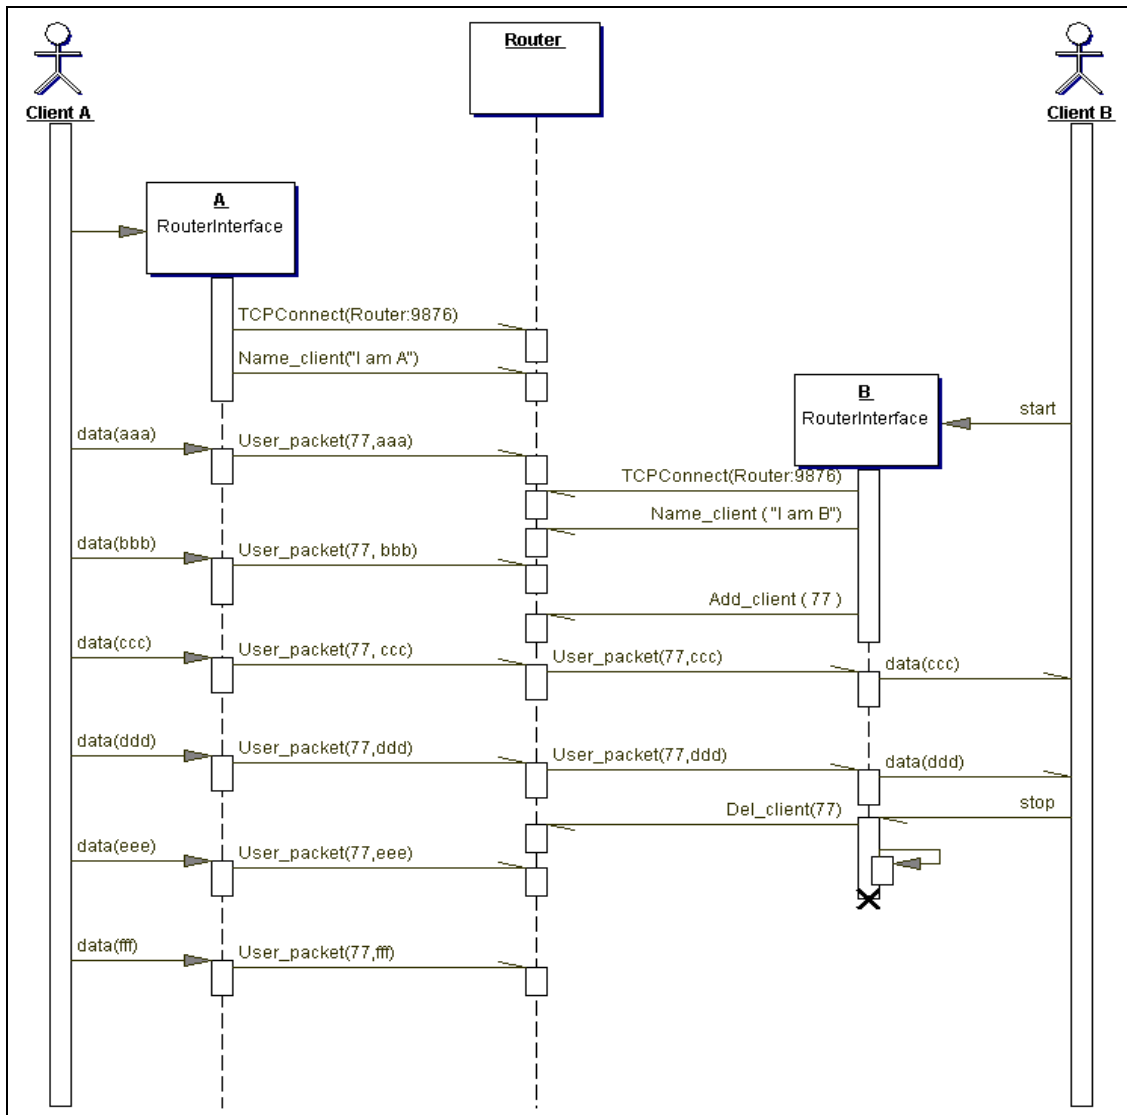 Router
Client A
Client B
A
RouterInterface
TCPConnect(Router:9876)
Name_client("I am A")
B
RouterInterface
start
data(aaa)
User_packet(77,aaa)
TCPConnect(Router:9876)
Name_client ( "I am B")
data(bbb)
User_packet(77, bbb)
Add_client ( 77 )
data(ccc)
User_packet(77, ccc)
User_packet(77,ccc)
data(ccc)
data(ddd)
User_packet(77,ddd)
User_packet(77,ddd)
data(ddd)
Del_client(77)
stop
data(eee)
User_packet(77,eee)
data(fff)
User_packet(77,fff)